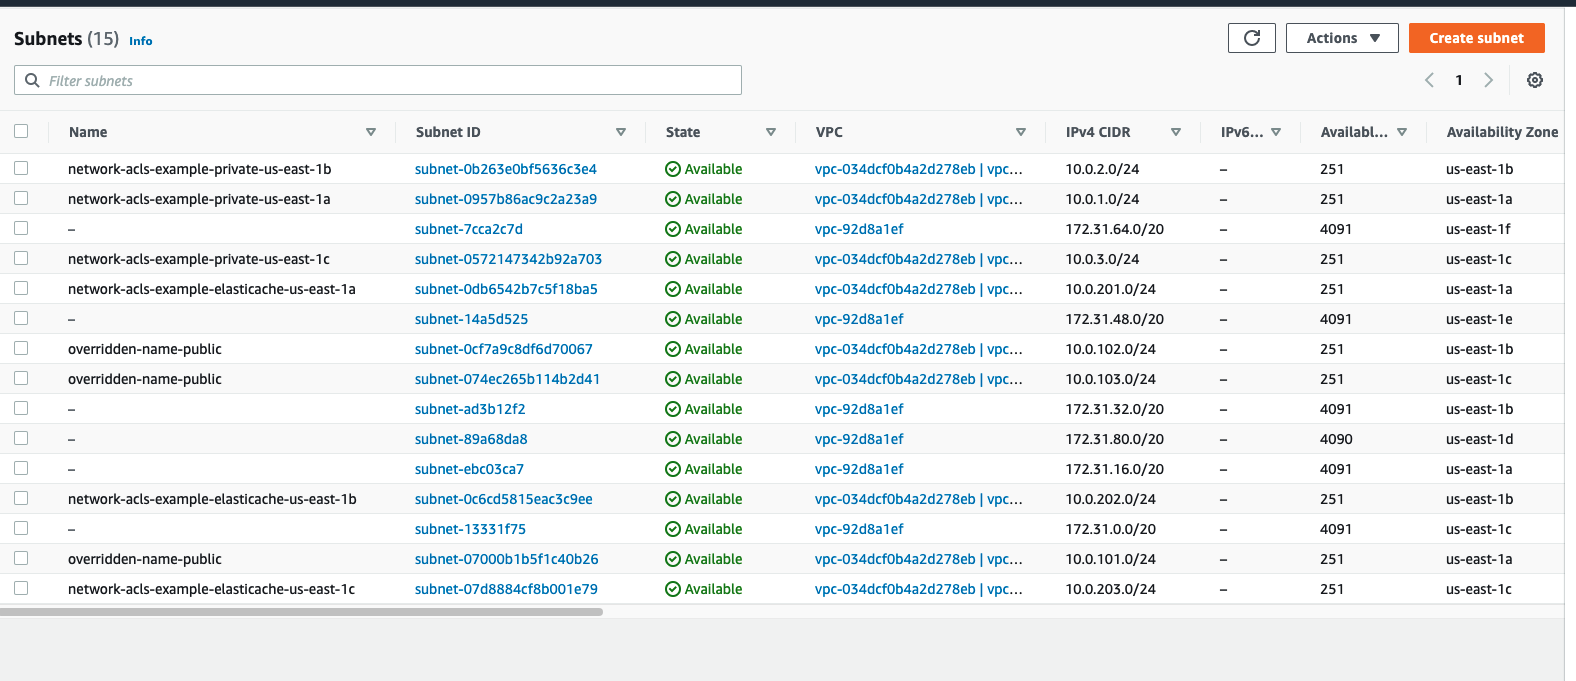 Subnets (15) Info
Actions
Create subnet
Filter subnets
1
Name Subnet ID State VPC IPv4 CIDR IPv6... Availabl... Availability Zone
network-acls-example-private-us-east-1b subnet-0b263e0bf5636c3e4 Available vpc-034dcf0b4a2d278eb | vpc... 10.0.2.0/24 – 251 us-east-1b
network-acls-example-private-us-east-1a subnet-0957b86ac9c2a23a9 Available vpc-034dcf0b4a2d278eb | vpc... 10.0.1.0/24 – 251 us-east-1a
– subnet-7cca2c7d Available vpc-92d8a1ef 172.31.64.0/20 – 4091 us-east-1f
network-acls-example-private-us-east-1c subnet-0572147342b92a703 Available vpc-034dcf0b4a2d278eb | vpc... 10.0.3.0/24 – 251 us-east-1c
network-acls-example-elasticache-us-east-1a subnet-0db6542b7c5f18ba5 Available vpc-034dcf0b4a2d278eb | vpc... 10.0.201.0/24 – 251 us-east-1a
– subnet-14a5d525 Available vpc-92d8a1ef 172.31.48.0/20 – 4091 us-east-1e
overridden-name-public subnet-0cf7a9c8df6d70067 Available vpc-034dcf0b4a2d278eb | vpc... 10.0.102.0/24 – 251 us-east-1b
overridden-name-public subnet-074ec265b114b2d41 Available vpc-034dcf0b4a2d278eb | vpc... 10.0.103.0/24 – 251 us-east-1c
– subnet-ad3b12f2 Available vpc-92d8a1ef 172.31.32.0/20 – 4091 us-east-1b
– subnet-89a68da8 Available vpc-92d8a1ef 172.31.80.0/20 – 4090 us-east-1d
– subnet-ebc03ca7 Available vpc-92d8a1ef 172.31.16.0/20 – 4091 us-east-1a
network-acls-example-elasticache-us-east-1b subnet-0c6cd5815eac3c9ee Available vpc-034dcf0b4a2d278eb | vpc... 10.0.202.0/24 – 251 us-east-1b
– subnet-13331f75 Available vpc-92d8a1ef 172.31.0.0/20 – 4091 us-east-1c
overridden-name-public subnet-07000b1b5f1c40b26 Available vpc-034dcf0b4a2d278eb | vpc... 10.0.101.0/24 – 251 us-east-1a
network-acls-example-elasticache-us-east-1c subnet-07d8884cf8b001e79 Available vpc-034dcf0b4a2d278eb | vpc... 10.0.203.0/24 – 251 us-east-1c